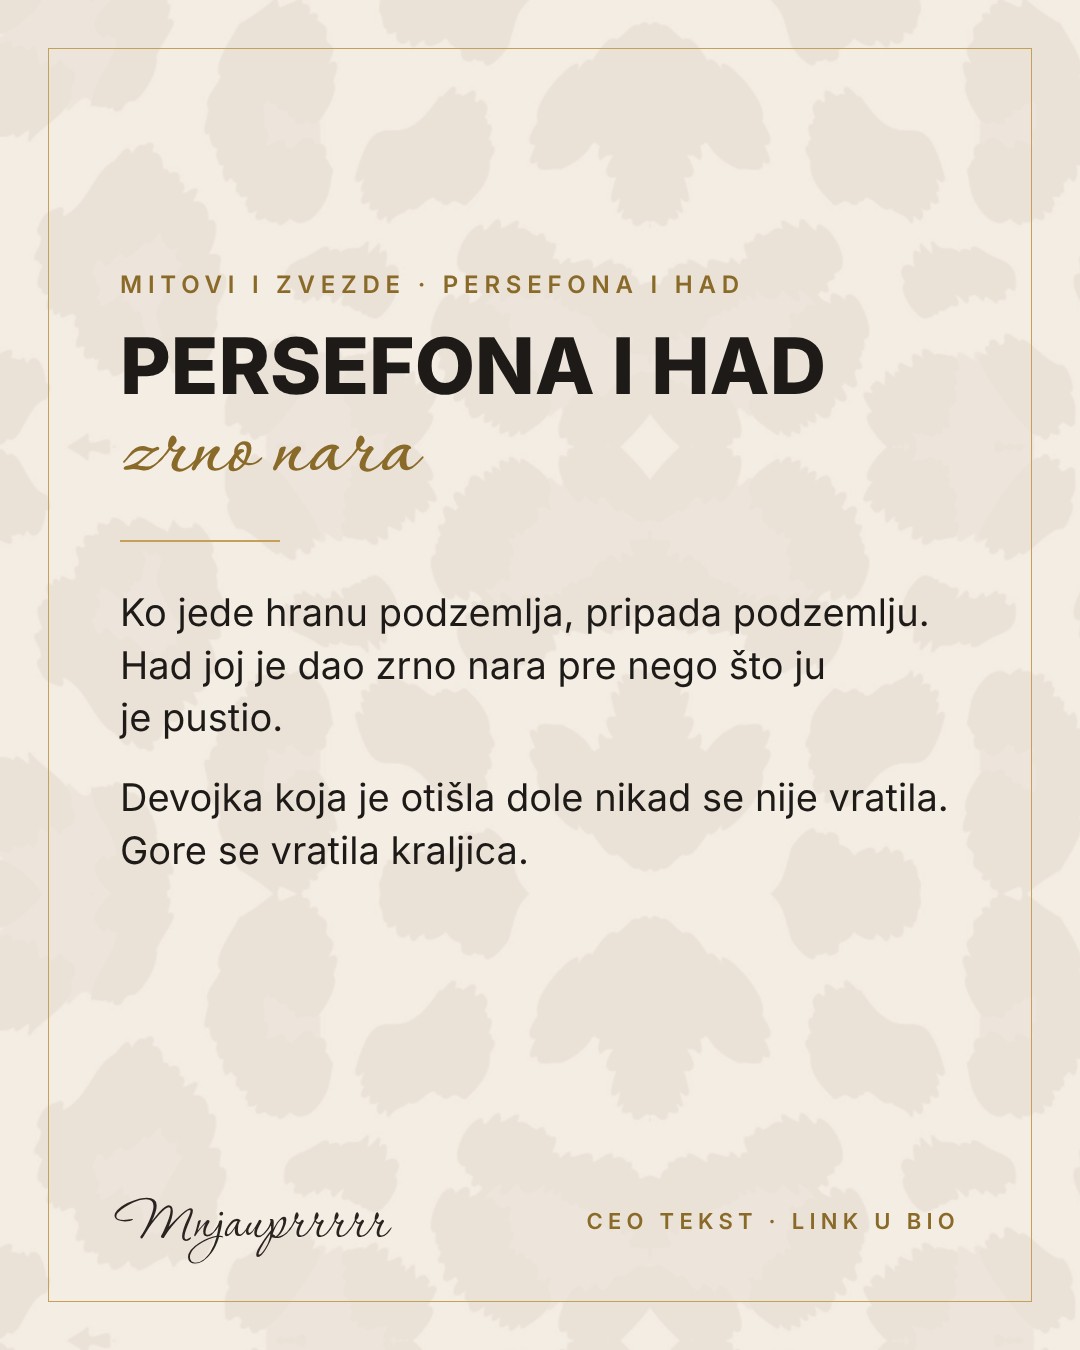 MITOVI I ZVEZDE · PERSEFONA I HAD
PERSEFONA I HAD
zrno nara
Ko jede hranu podzemlja, pripada podzemlju.
Had joj je dao zrno nara pre nego što ju
je pustio.
Devojka koja je otišla dole nikad se nije vratila.
Gore se vratila kraljica.
Mnjauprrrrr
CEO TEKST · LINK U BIO